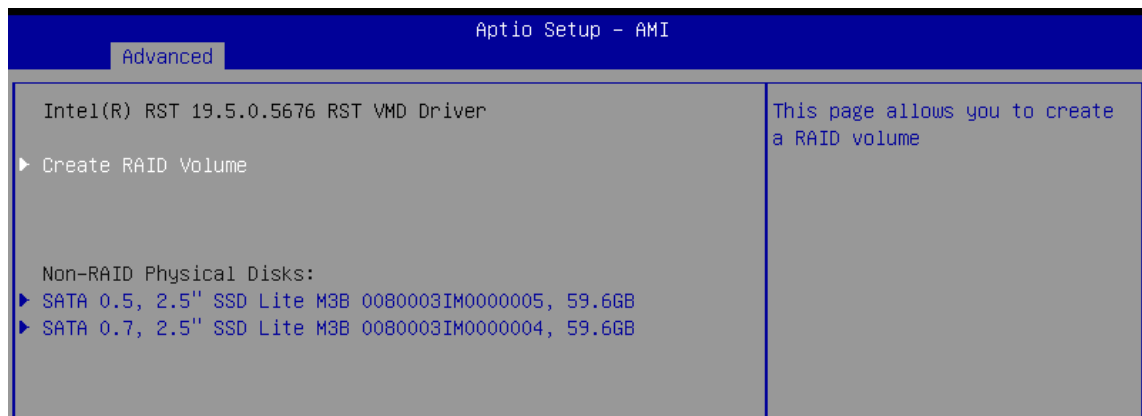 Aptio Setup – AMI
Advanced
Intel(R) RST 19.5.0.5676 RST VMD Driver
Create RAID Volume
Non-RAID Physical Disks:
SATA 0.5, 2.5" SSD Lite M3B 0080003IM0000005, 59.6GB
SATA 0.7, 2.5" SSD Lite M3B 0080003IM0000004, 59.6GB
This page allows you to create
a RAID volume